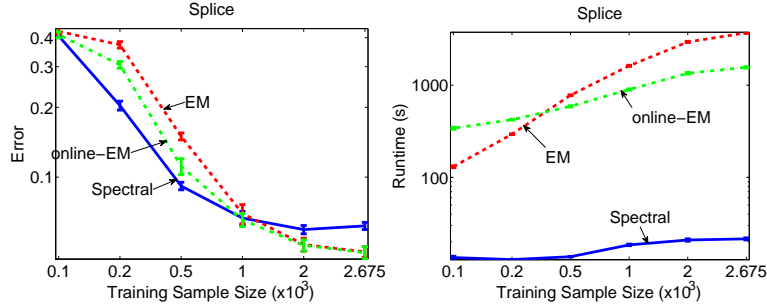 Splice
0.4
0.3
0.2
0.1
Error
EM
online-EM
Spectral
0.1 0.2 0.5 1 2 2.675
Training Sample Size (x10³)
Splice
1000
100
Runtime (s)
online-EM
EM
Spectral
0.1 0.2 0.5 1 2 2.675
Training Sample Size (x10³)